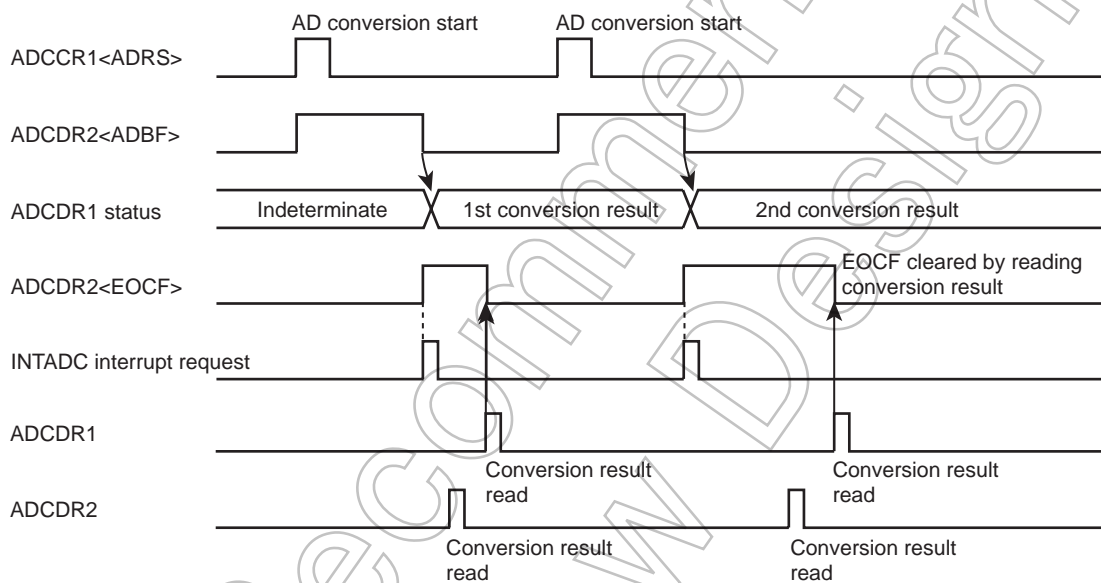 AD conversion start AD conversion start
ADCCR1<ADRS>
ADCDR2<ADBF>
ADCDR1 status Indeterminate 1st conversion result 2nd conversion result
EOCF cleared by reading
ADCDR2<EOCF> conversion result
INTADC interrupt request
ADCDR1
Conversion result Conversion result
read read
ADCDR2
Conversion result Conversion result
read read